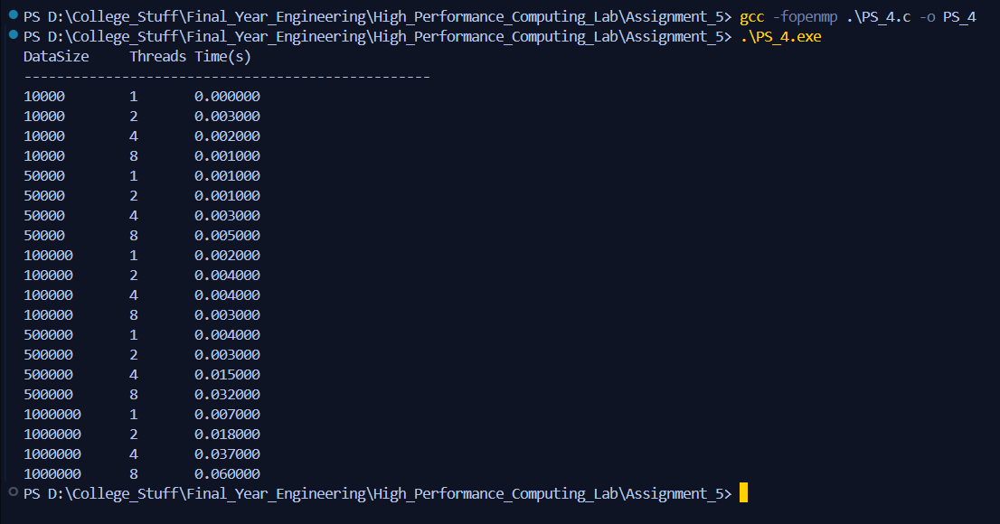 PS D:\College_Stuff\Final_Year_Engineering\High_Performance_Computing_Lab\Assignment_5> gcc -fopenmp .\PS_4.c -o PS_4
PS D:\College_Stuff\Final_Year_Engineering\High_Performance_Computing_Lab\Assignment_5> .\PS_4.exe
DataSize     Threads Time(s)
--------------------------------------------------
10000        1       0.000000
10000        2       0.003000
10000        4       0.002000
10000        8       0.001000
50000        1       0.001000
50000        2       0.001000
50000        4       0.003000
50000        8       0.005000
100000       1       0.002000
100000       2       0.004000
100000       4       0.004000
100000       8       0.003000
500000       1       0.004000
500000       2       0.003000
500000       4       0.015000
500000       8       0.032000
1000000      1       0.007000
1000000      2       0.018000
1000000      4       0.037000
1000000      8       0.060000
PS D:\College_Stuff\Final_Year_Engineering\High_Performance_Computing_Lab\Assignment_5>